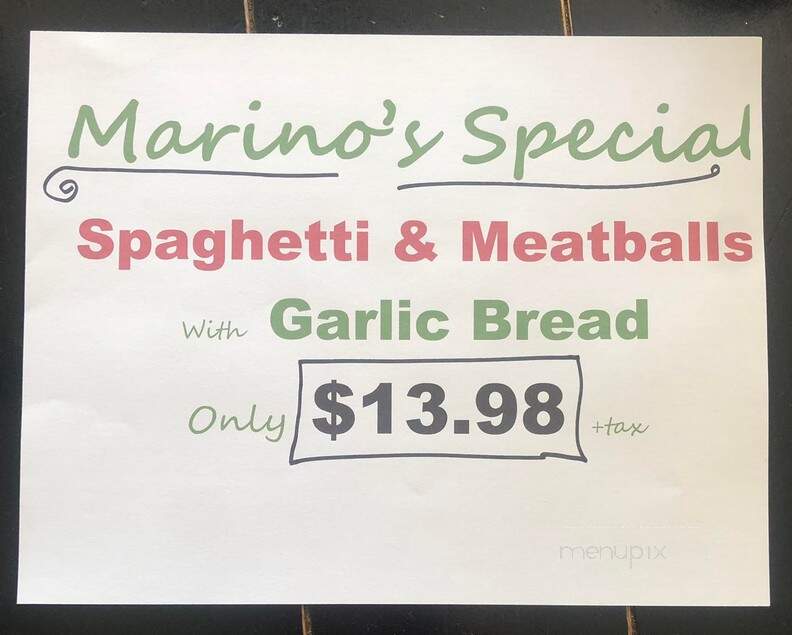 Marino's Special
Spaghetti & Meatballs
With Garlic Bread
Only $13.98 +tax
menupix